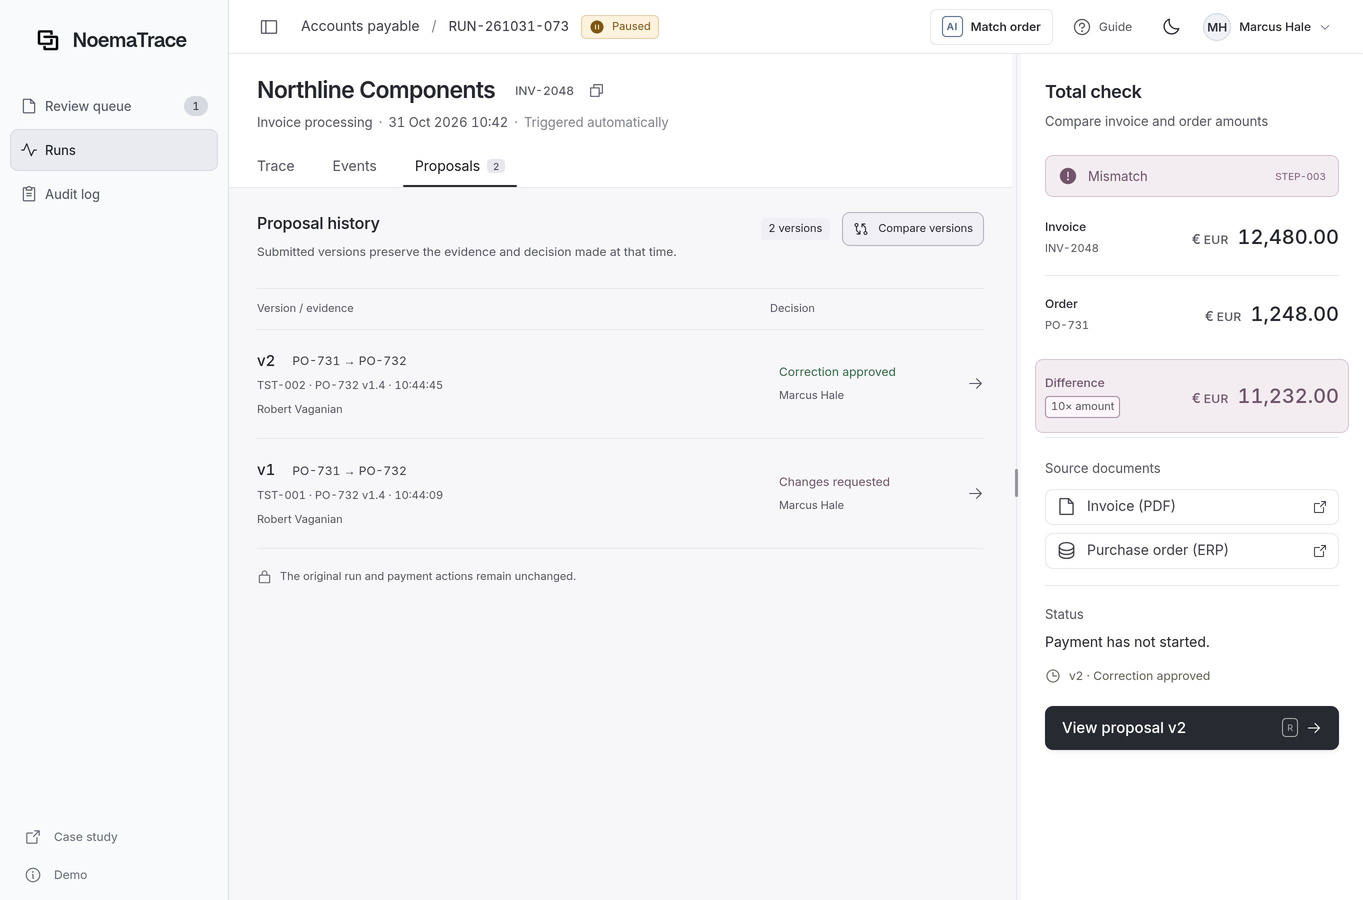 NoemaTrace
Review queue 1
Runs
Audit log
Case study
Demo
Accounts payable / RUN-261031-073 Paused
AI Match order
Guide
MH Marcus Hale
Northline Components INV-2048
Invoice processing · 31 Oct 2026 10:42 · Triggered automatically
Trace Events Proposals 2
Proposal history
Submitted versions preserve the evidence and decision made at that time.
2 versions Compare versions
Version / evidence Decision
v2 PO-731 → PO-732
TST-002 · PO-732 v1.4 · 10:44:45
Robert Vaganian
Correction approved
Marcus Hale
v1 PO-731 → PO-732
TST-001 · PO-732 v1.4 · 10:44:09
Robert Vaganian
Changes requested
Marcus Hale
The original run and payment actions remain unchanged.
Total check
Compare invoice and order amounts
Mismatch STEP-003
Invoice
INV-2048
€ EUR 12,480.00
Order
PO-731
€ EUR 1,248.00
Difference
10× amount
€ EUR 11,232.00
Source documents
Invoice (PDF)
Purchase order (ERP)
Status
Payment has not started.
v2 · Correction approved
View proposal v2 R →